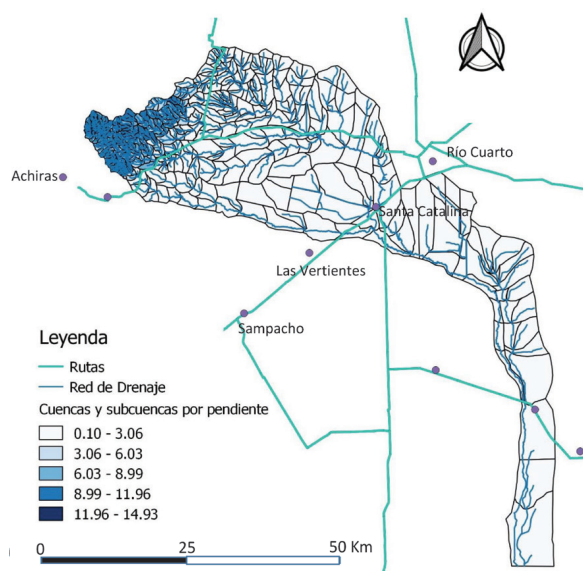 Río Cuarto
Achiras
Santa Catalina
Las Vertientes
Sampacho
Leyenda
Rutas
Red de Drenaje
Cuencas y subcuencas por pendiente
0.10 - 3.06
3.06 - 6.03
6.03 - 8.99
8.99 - 11.96
11.96 - 14.93
0 25 50 Km